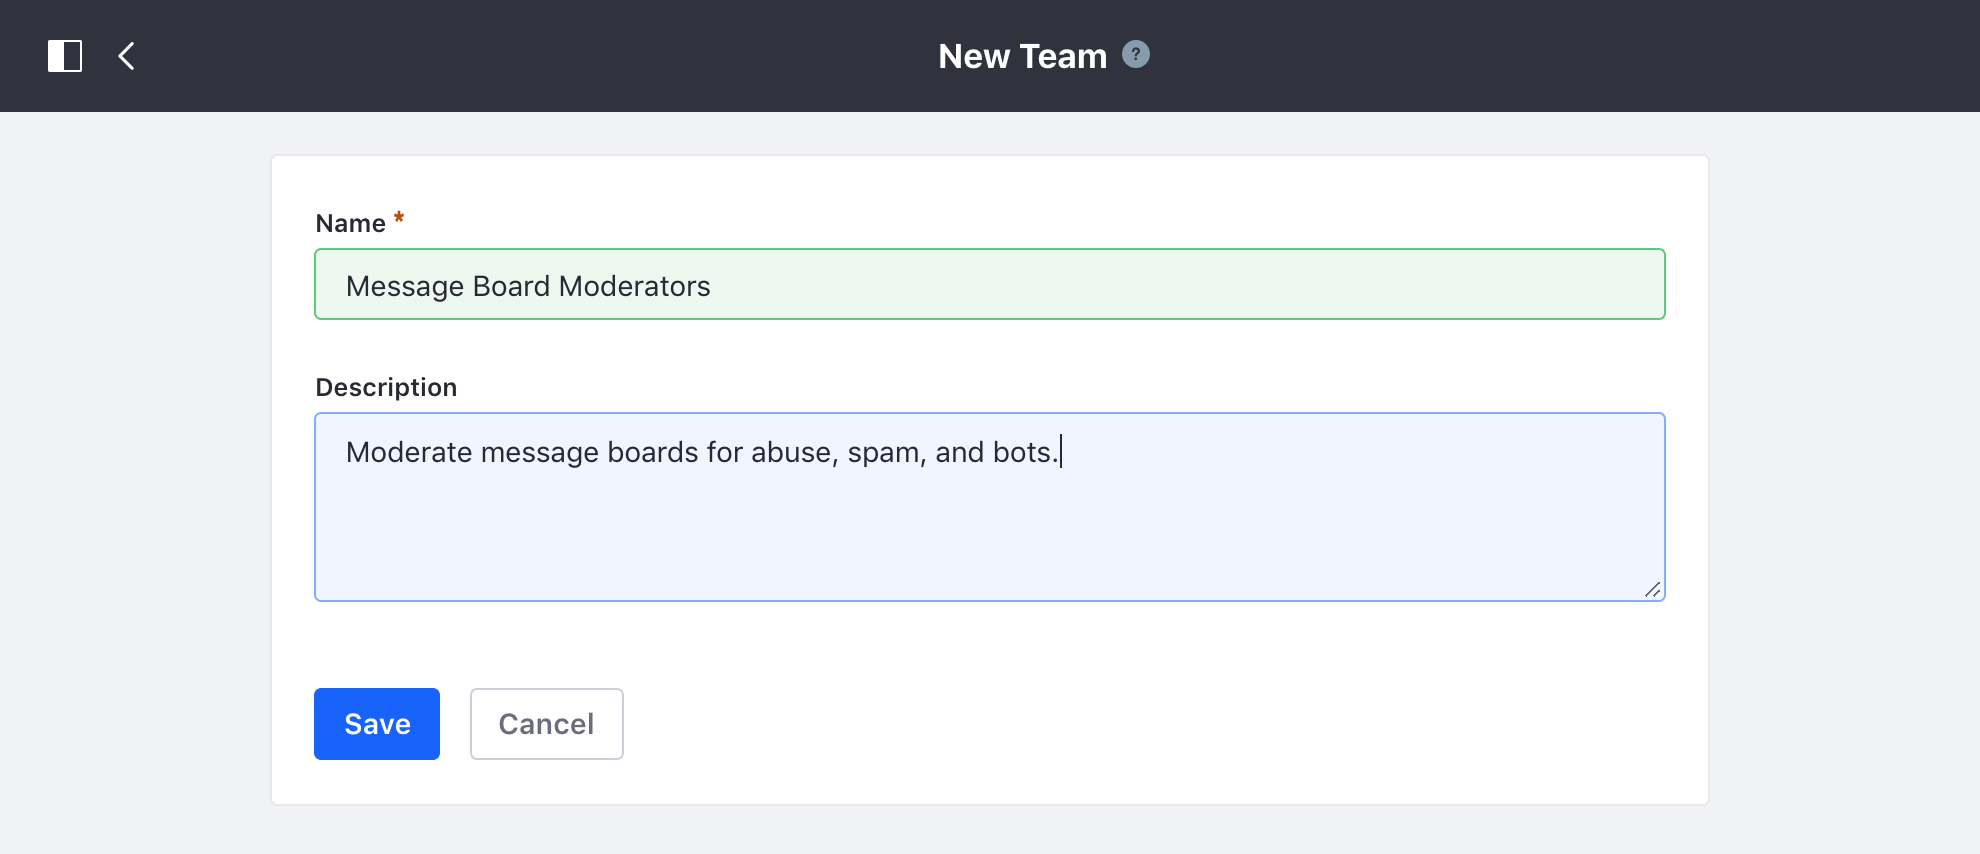 New Team ?
Name *
Message Board Moderators
Description
Moderate message boards for abuse, spam, and bots.
Save Cancel